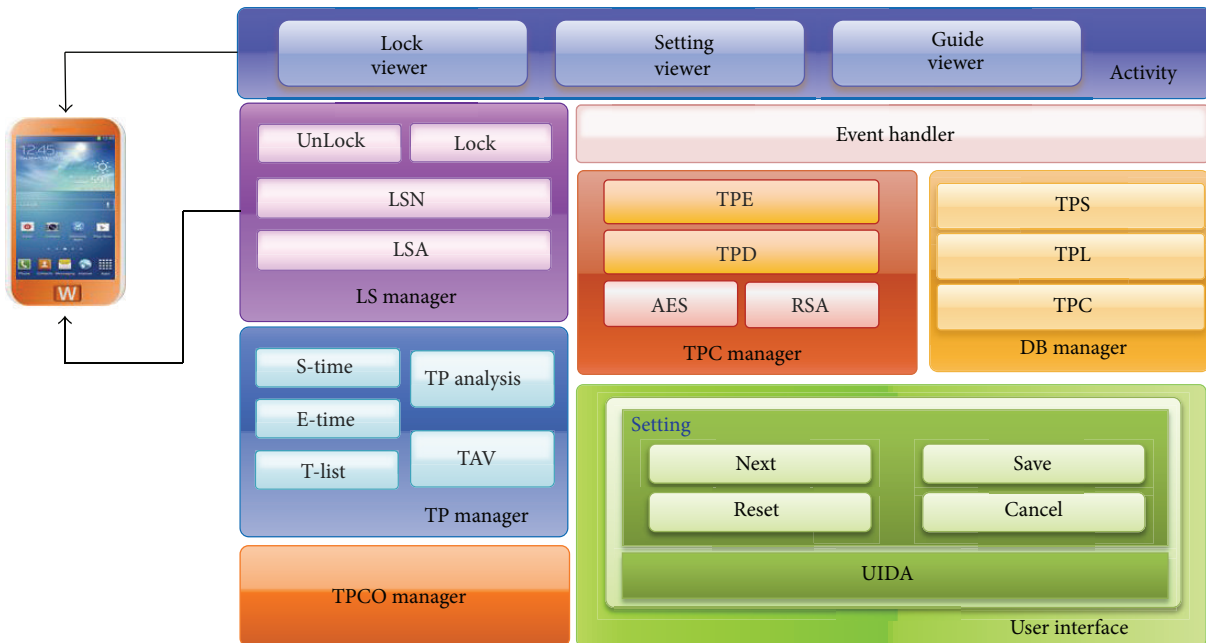 Lock
viewer
Setting
viewer
Guide
viewer
Activity
12:45
UnLock
Lock
LSN
LSA
LS manager
Event handler
TPE
TPD
AES
RSA
TPC manager
TPS
TPL
TPC
DB manager
W
S-time
E-time
T-list
TP analysis
TAV
TP manager
Setting
Next
Save
Reset
Cancel
UIDA
User interface
TPCO manager